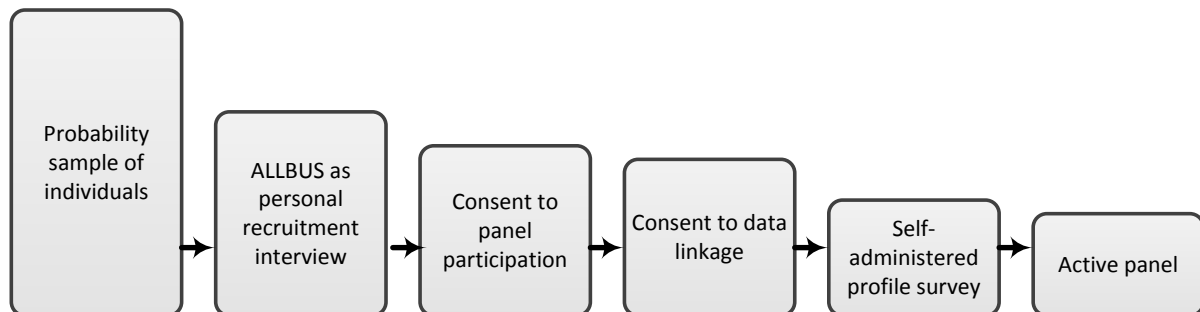 Probability
sample of
individuals
ALLBUS as
personal
recruitment
interview
Consent to
panel
participation
Consent to data
linkage
Self-
administered
profile survey
Active panel